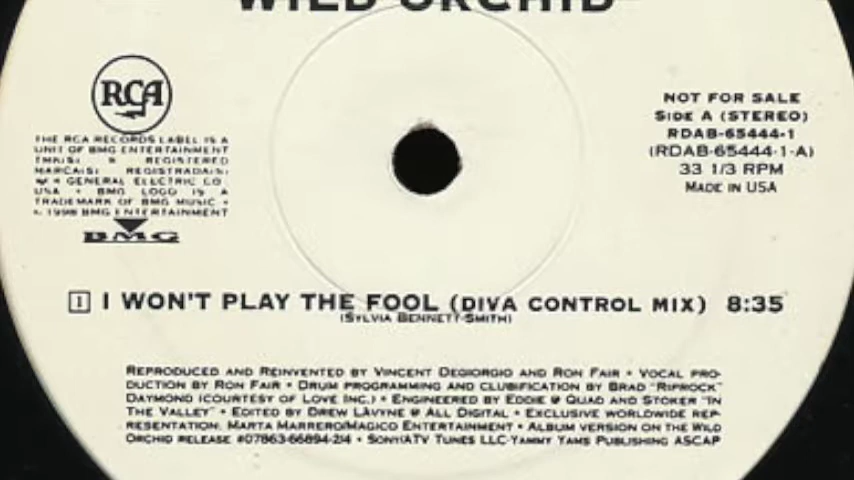 WILD ORCHID
RCA
THE RCA RECORDS LABEL IS A
UNIT OF BMG ENTERTAINMENT
TMK(S) ® REGISTERED
MARCA(S) REGISTRADA(S)
GENERAL ELECTRIC CO.
USA • BMG LOGO IS A
TRADEMARK OF BMG MUSIC •
1998 BMG ENTERTAINMENT
BMG
NOT FOR SALE
SIDE A (STEREO)
RDAB-65444-1
(RDAB-65444-1-A)
33 1/3 RPM
MADE IN USA
1 I WON'T PLAY THE FOOL (DIVA CONTROL MIX) 8:35
(SYLVIA BENNETT-SMITH)
REPRODUCED AND REINVENTED BY VINCENT DEGIORGIO AND RON FAIR • VOCAL PRO-
DUCTION BY RON FAIR • DRUM PROGRAMMING AND CLUBIFICATION BY BRAD "RIPROCK"
DAYMOND (COURTESY OF LOVE INC.) • ENGINEERED BY EDDIE @ QUAD AND STOKER "IN
THE VALLEY" • EDITED BY DREW LAVYNE @ ALL DIGITAL • EXCLUSIVE WORLDWIDE REP-
RESENTATION: MARTA MARRERO/MAGICO ENTERTAINMENT • ALBUM VERSION ON THE WILD
ORCHID RELEASE #07863-66894-2/4 • SONY/ATV TUNES LLC-YAMMY YAMS PUBLISHING ASCAP